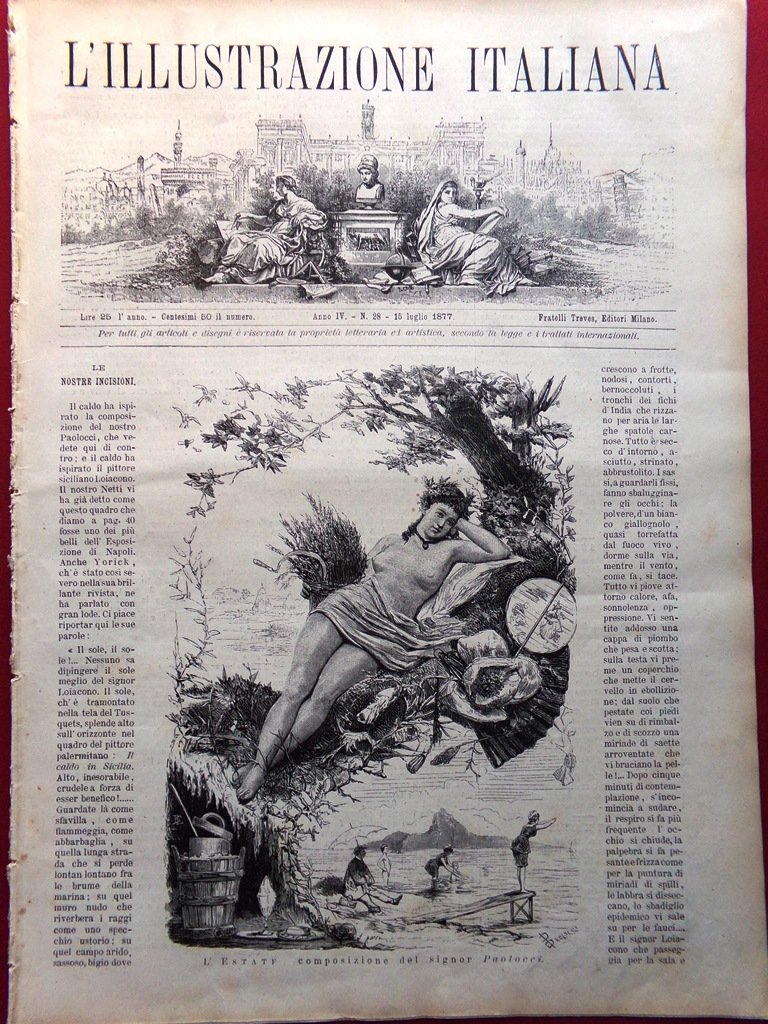 L'ILLUSTRAZIONE ITALIANA
Lire 25 l'anno. - Centesimi 50 il numero.
Anno IV. - N. 28 - 15 luglio 1877.
Fratelli Treves, Editori Milano.
Per tutti gli articoli e disegni è riservata la proprietà letteraria ed artistica, secondo la legge e i trattati internazionali.
LE
NOSTRE INCISIONI.
Il caldo ha ispi-
rato la composi-
zione del nostro
Paolocci, che ve-
dete qui di con-
tro; e il caldo ha
ispirato il pittore
siciliano Loiacono.
Il nostro Netti vi
ha già detto come
questo quadro che
diamo a pag. 40
fosse uno dei più
belli dell'Esposi-
zione di Napoli.
Anche Yorick,
ch'è stato così se-
vero nella sua bril-
lante rivista, ne
ha parlato con
gran lode. Ci piace
riportar qui le sue
parole:
« Il sole, il so-
le!... Nessuno sa
dipingere il sole
meglio del signor
Loiacono. Il sole,
ch'è tramontato
nella tela del Tus-
quets, splende alto
sull'orizzonte nel
quadro del pittore
palermitano: Il
caldo in Sicilia.
Alto, inesorabile,
crudele a forza di
esser benefico!......
Guardate là come
sfavilla, come
fiammeggia, come
abbarbaglia, su
quella lunga stra-
da che si perde
lontan lontano fra
le brume della
marina; su quel
muro nudo che
riverbera i raggi
come uno spec-
chio ustorio; su
quel campo arido,
sassoso, bigio dove
L'ESTATE composizione del signor Paolocci.
crescono a frotte,
nodosi, contorti,
bernoccoluti, i
tronchi dei fichi
d'India che rizza-
no per aria le lar-
ghe spatole car-
nose. Tutto è sec-
co d'intorno, a-
sciutto, strinato,
abbrustolito. I sas
si, a guardarli fissi,
fanno sbaluggina-
re gli occhi; la
polvere, d'un bian-
co giallognolo,
quasi torrefatta
dal fuoco vivo,
dorme sulla via,
mentre il vento,
come fa, si tace.
Tutto vi piove at-
torno calore, afa,
sonnolenza, op-
pressione. Vi sen-
tite addosso una
cappa di piombo
che pesa e scotta;
sulla testa vi pre-
me un coperchio
che mette il cer-
vello in ebollizio-
ne; dal suolo che
pestate coi piedi
vien su di rimbal-
zo e di scozzo una
miriade di saette
arroventate che
vi bruciano la pel-
le!... Dopo cinque
minuti di contem-
plazione, s'inco-
mincia a sudare,
il respiro si fa più
frequente l'oc-
chio si chiude, la
palpebra si fa pe-
sante e frizza come
per la puntura di
miriadi di spilli,
le labbra si dissec-
cano, lo sbadiglio
epidemico vi sale
su per le fauci....
E il signor Loia-
cono che passeg-
gia per la sala e